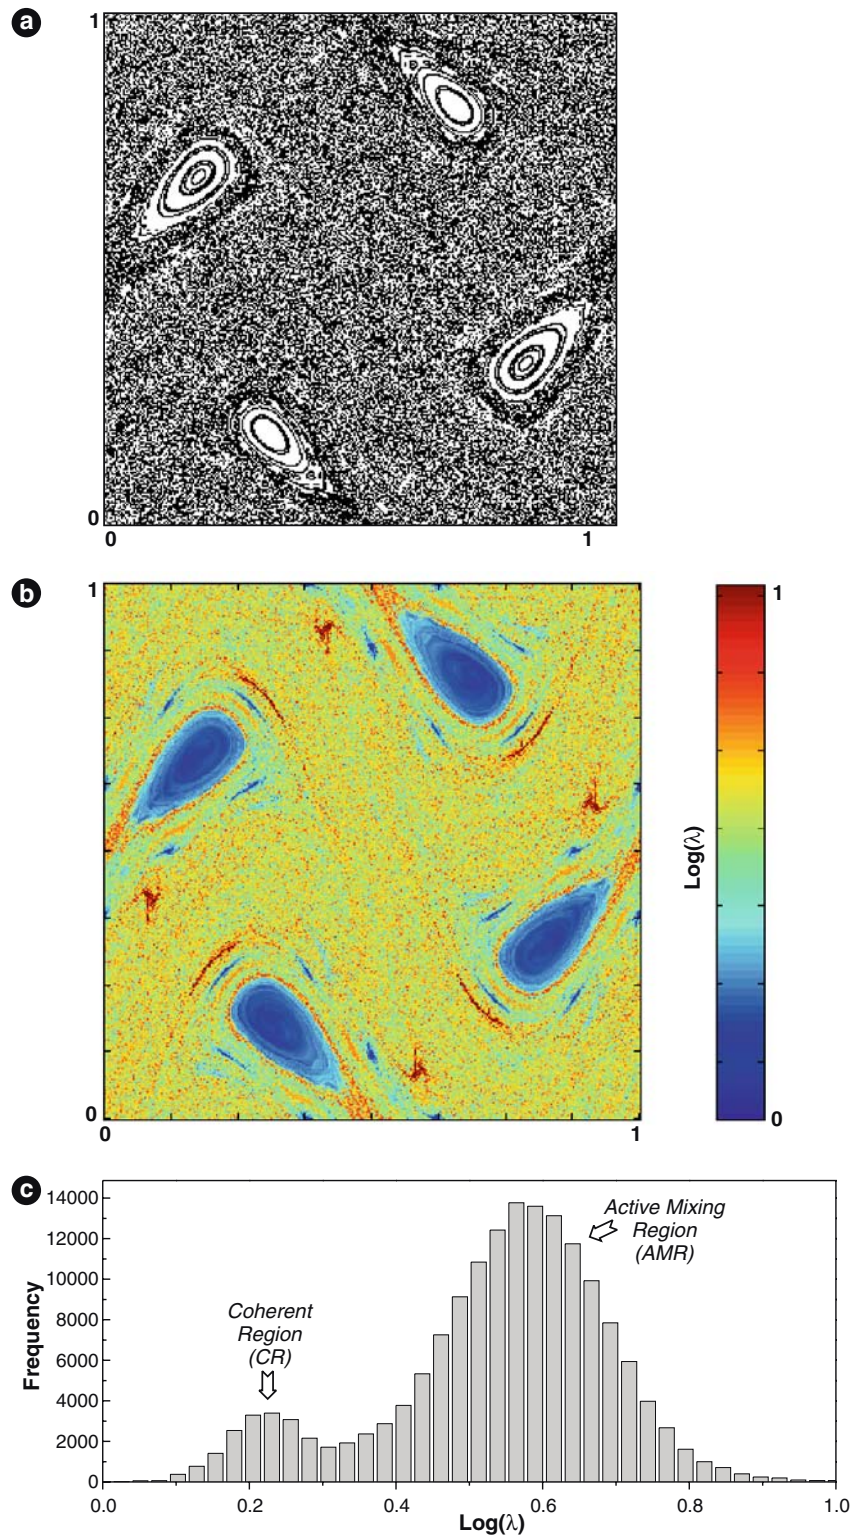 a
1
0
0 1
b
1
0
0 1
1
Log(λ)
0
c
14000
12000
10000
8000
6000
4000
2000
0
Frequency
Coherent
Region
(CR)
Active Mixing
Region
(AMR)
0.0 0.2 0.4 0.6 0.8 1.0
Log(λ)